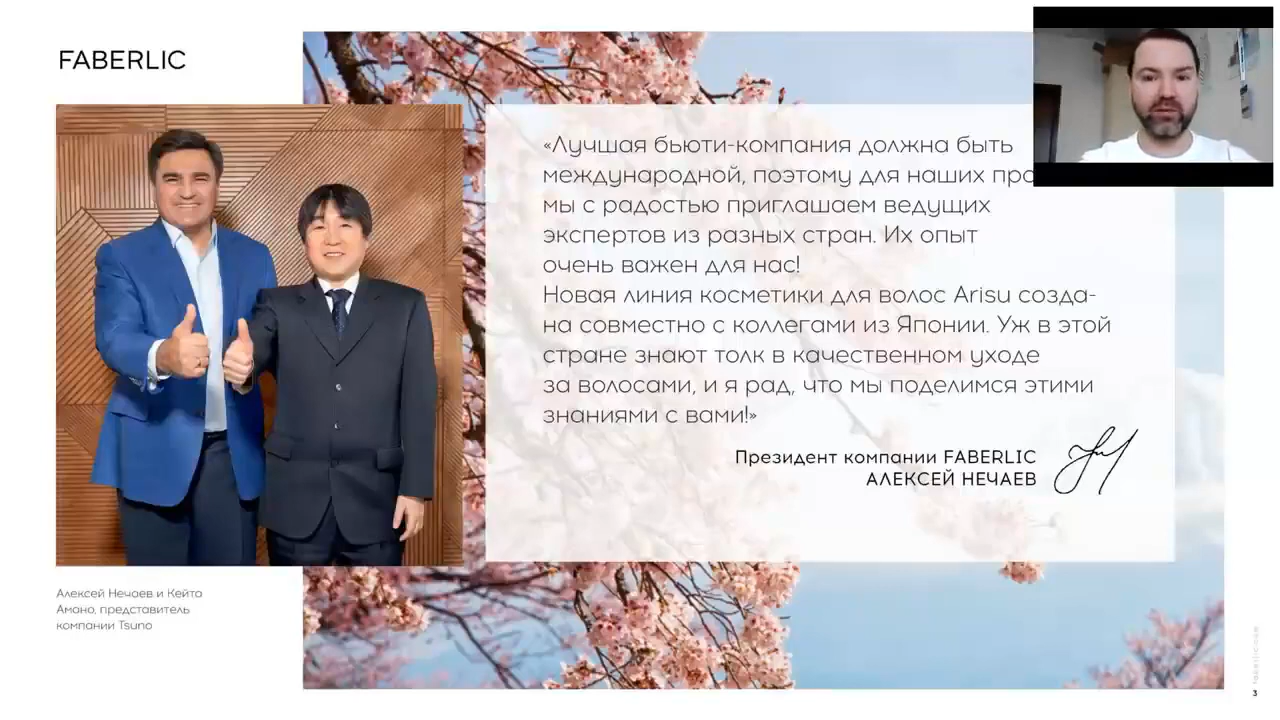 FABERLIC
«Лучшая бьюти-компания должна быть
международной, поэтому для наших
мы с радостью приглашаем ведущих
экспертов из разных стран. Их опыт
очень важен для нас!
Новая линия косметики для волос Arisu созда-
на совместно с коллегами из Японии. Уж в этой
стране знают толк в качественном уходе
за волосами, и я рад, что мы поделимся этими
знаниями с вами!»
Президент компании FABERLIC
АЛЕКСЕЙ НЕЧАЕВ
Алексей Нечаев и Кейта
Амано, представитель
компании Tsuno
3